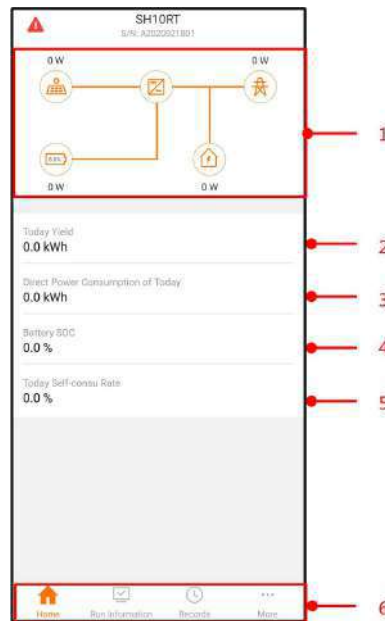 SH10RT
S/N: A2020021801
0 W
0 W
0.0%
0 W
0 W
1
Today Yield
0.0 kWh
2
Direct Power Consumption of Today
0.0 kWh
3
Battery SOC
0.0 %
4
Today Self-consu Rate
0.0 %
5
Home
Run Information
Records
More
6